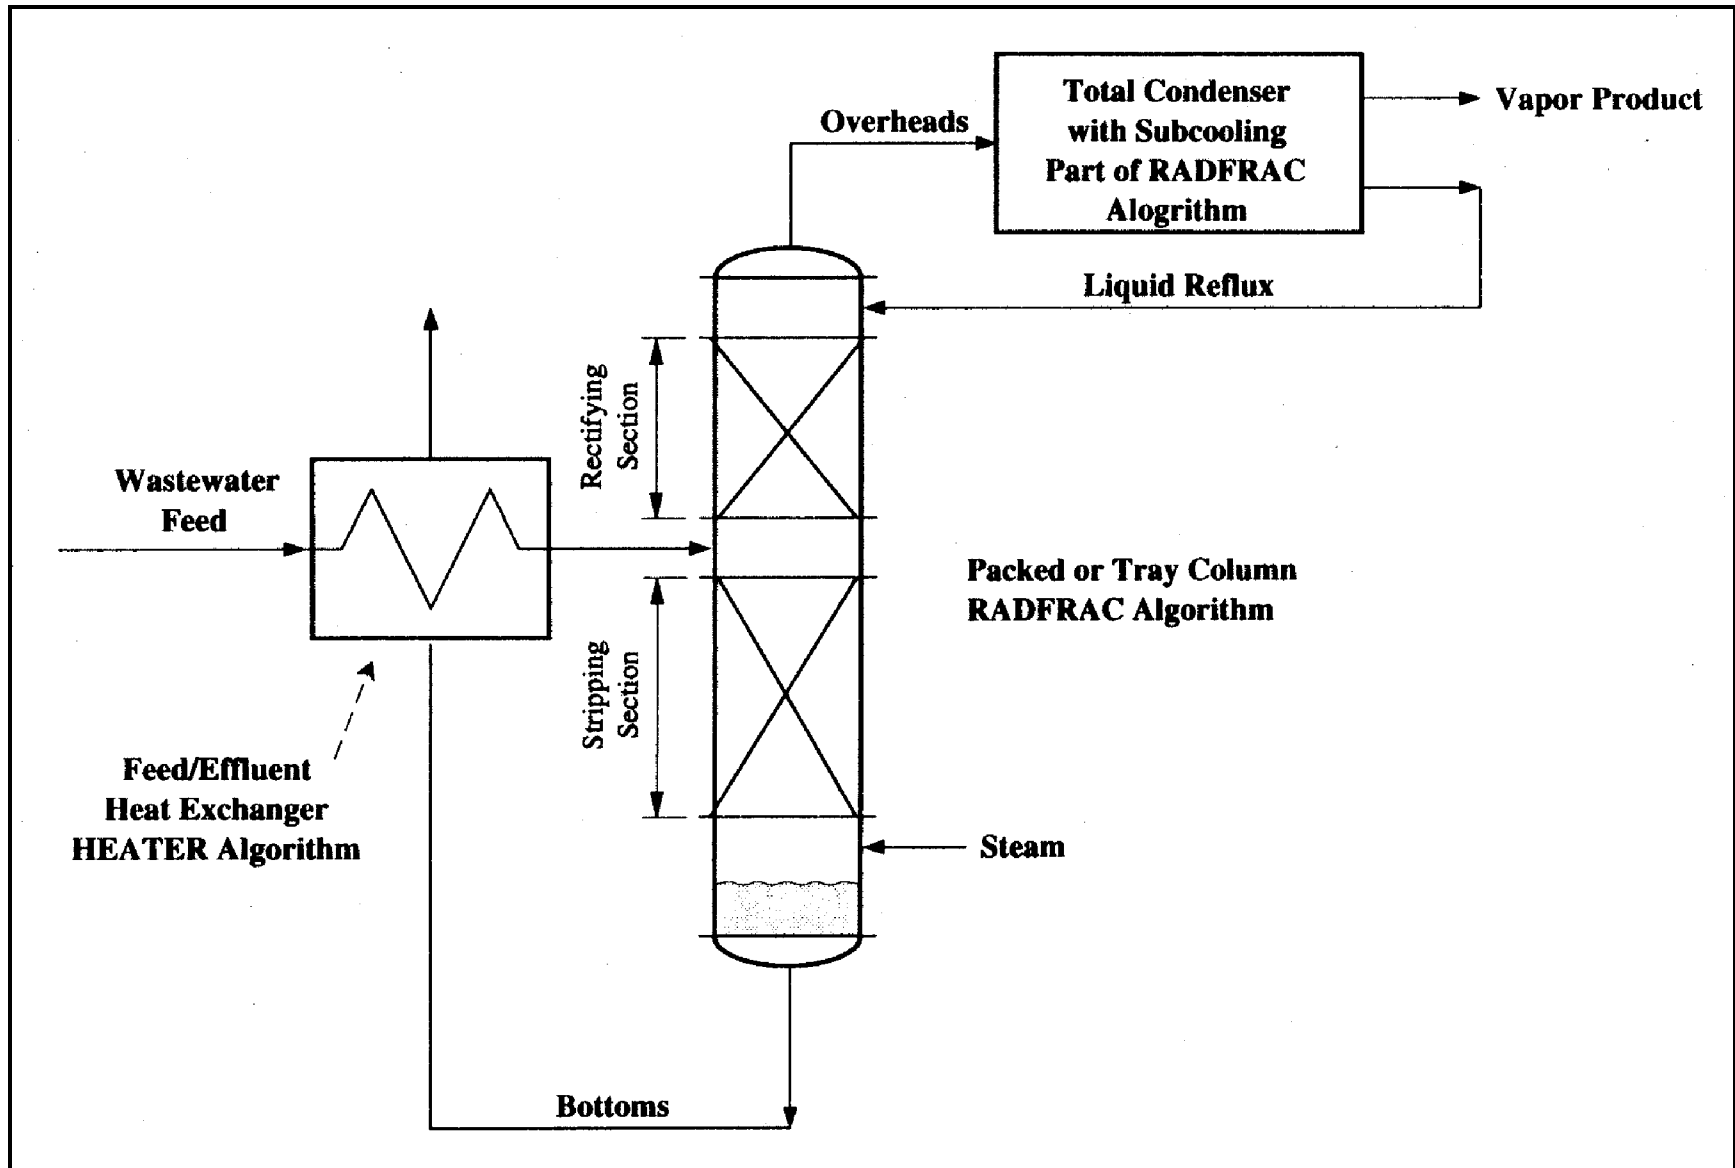 Total Condenser
with Subcooling
Part of RADFRAC
Alogrithm
Vapor Product
Overheads
Liquid Reflux
Rectifying
Section
Wastewater
Feed
Packed or Tray Column
RADFRAC Algorithm
Stripping
Section
Feed/Effluent
Heat Exchanger
HEATER Algorithm
Steam
Bottoms